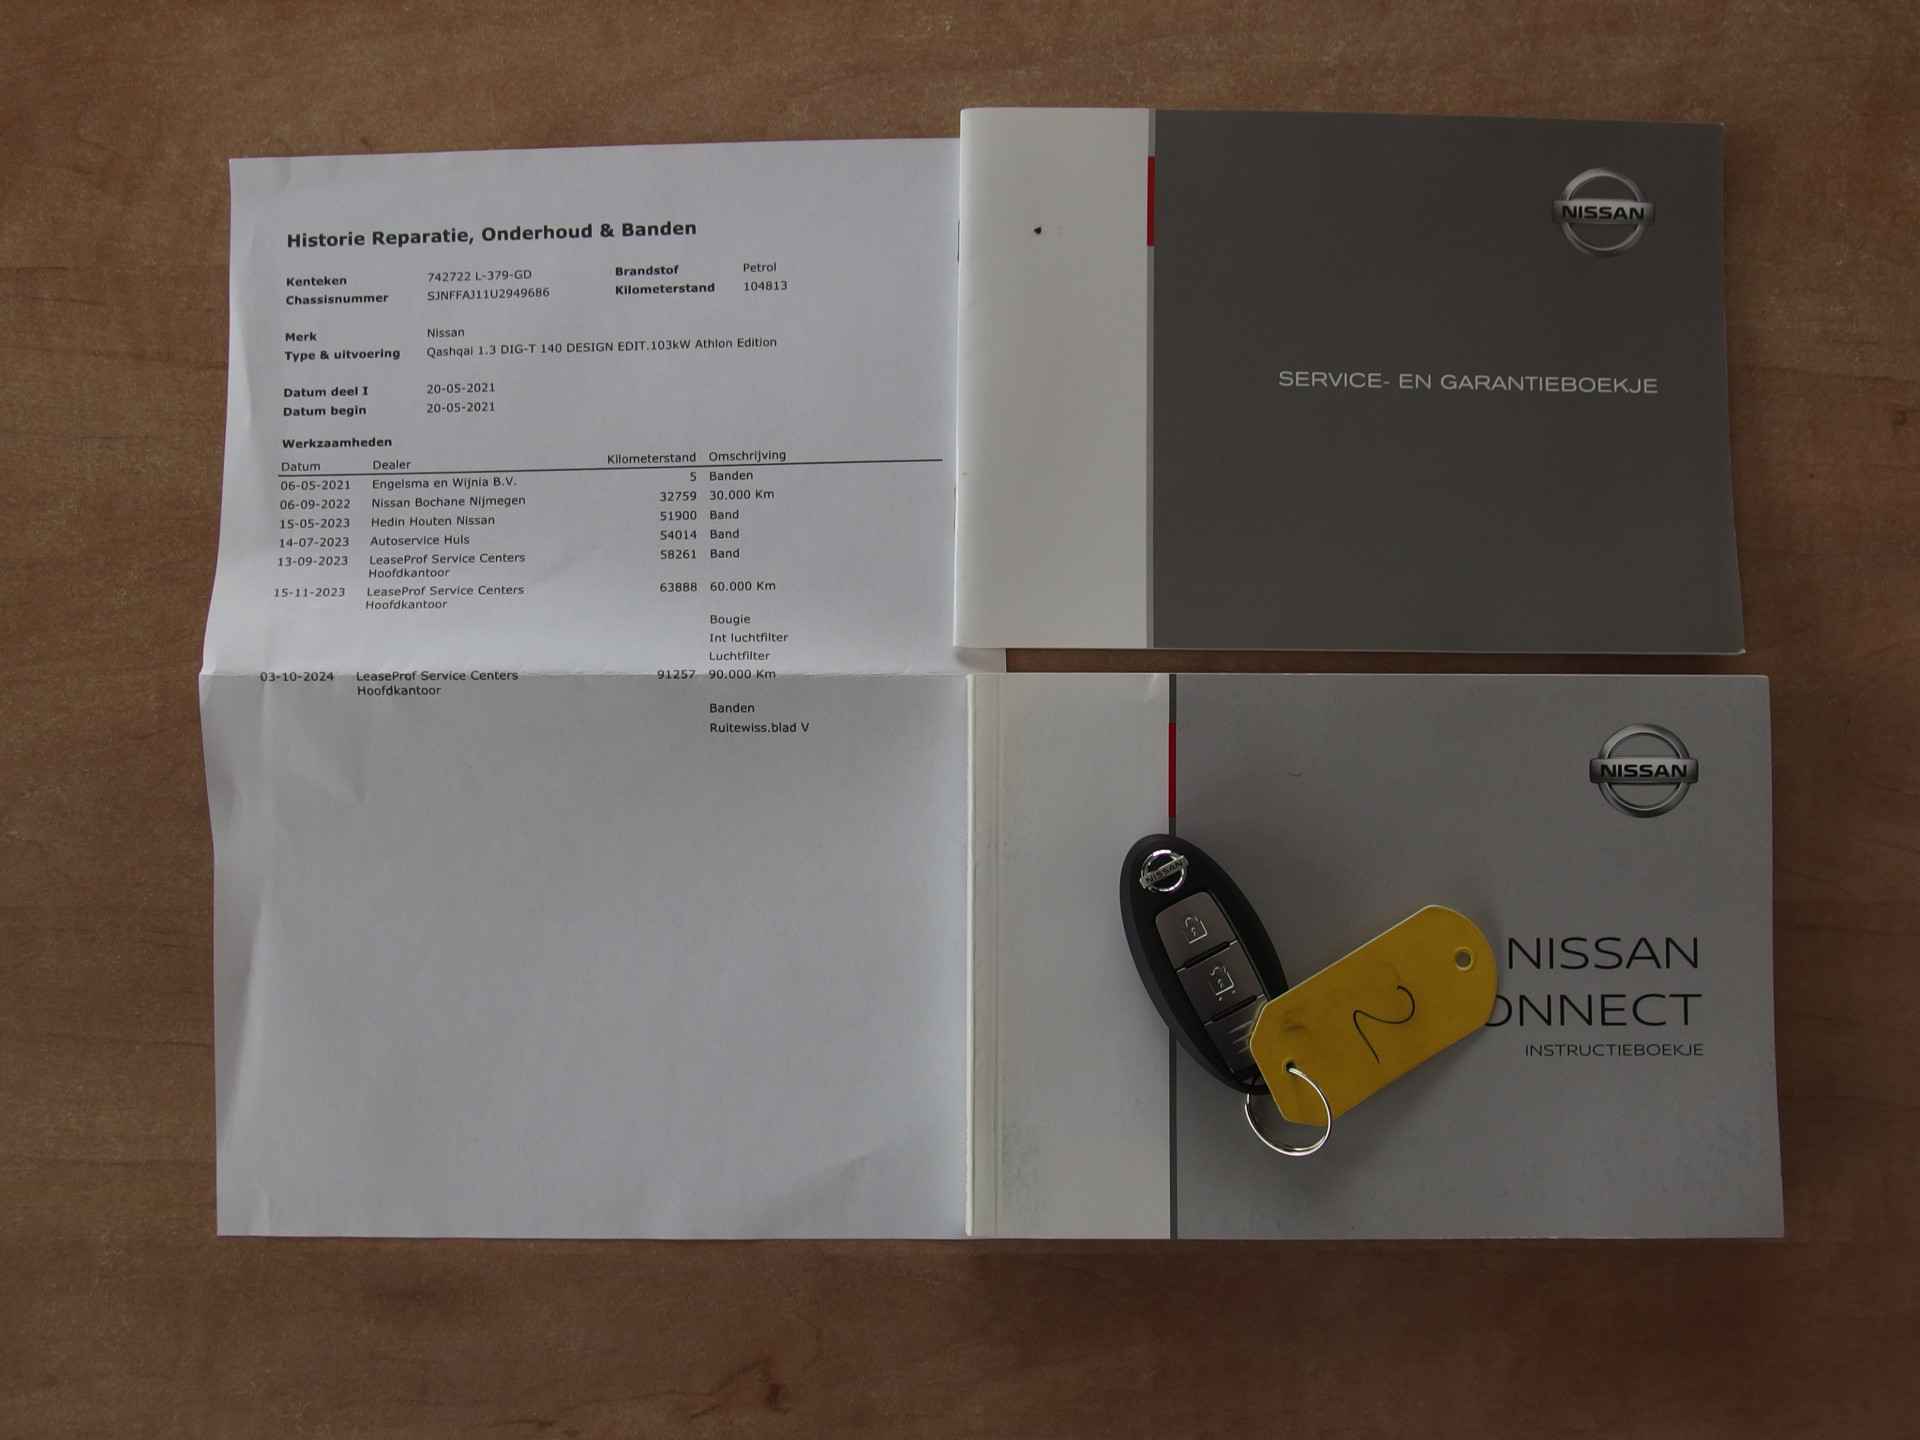 Historie Reparatie, Onderhoud & Banden
Kenteken 742722 L-379-GD Brandstof Petrol
Chassisnummer SJNFFAJ11U2949686 Kilometerstand 104813
Merk Nissan
Type & uitvoering Qashqai 1.3 DIG-T 140 DESIGN EDIT.103kW Athlon Edition
Datum deel I 20-05-2021
Datum begin 20-05-2021
Werkzaamheden
Datum Dealer Kilometerstand Omschrijving
06-05-2021 Engelsma en Wijnia B.V. 5 Banden
06-09-2022 Nissan Bochane Nijmegen 32759 30.000 Km
15-05-2023 Hedin Houten Nissan 51900 Band
14-07-2023 Autoservice Huls 54014 Band
13-09-2023 LeaseProf Service Centers 58261 Band
Hoofdkantoor
15-11-2023 LeaseProf Service Centers 63888 60.000 Km
Hoofdkantoor
Bougie
Int luchtfilter
Luchtfilter
03-10-2024 LeaseProf Service Centers 91257 90.000 Km
Hoofdkantoor
Banden
Ruitewiss.blad V
NISSAN
SERVICE- EN GARANTIEBOEKJE
NISSAN
NISSAN
2
NISSAN
ONNECT
INSTRUCTIEBOEKJE